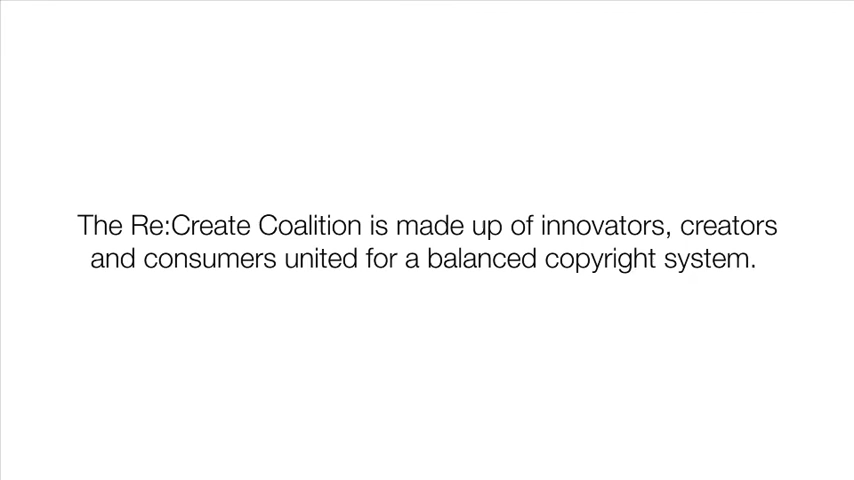 The Re:Create Coalition is made up of innovators, creators
and consumers united for a balanced copyright system.